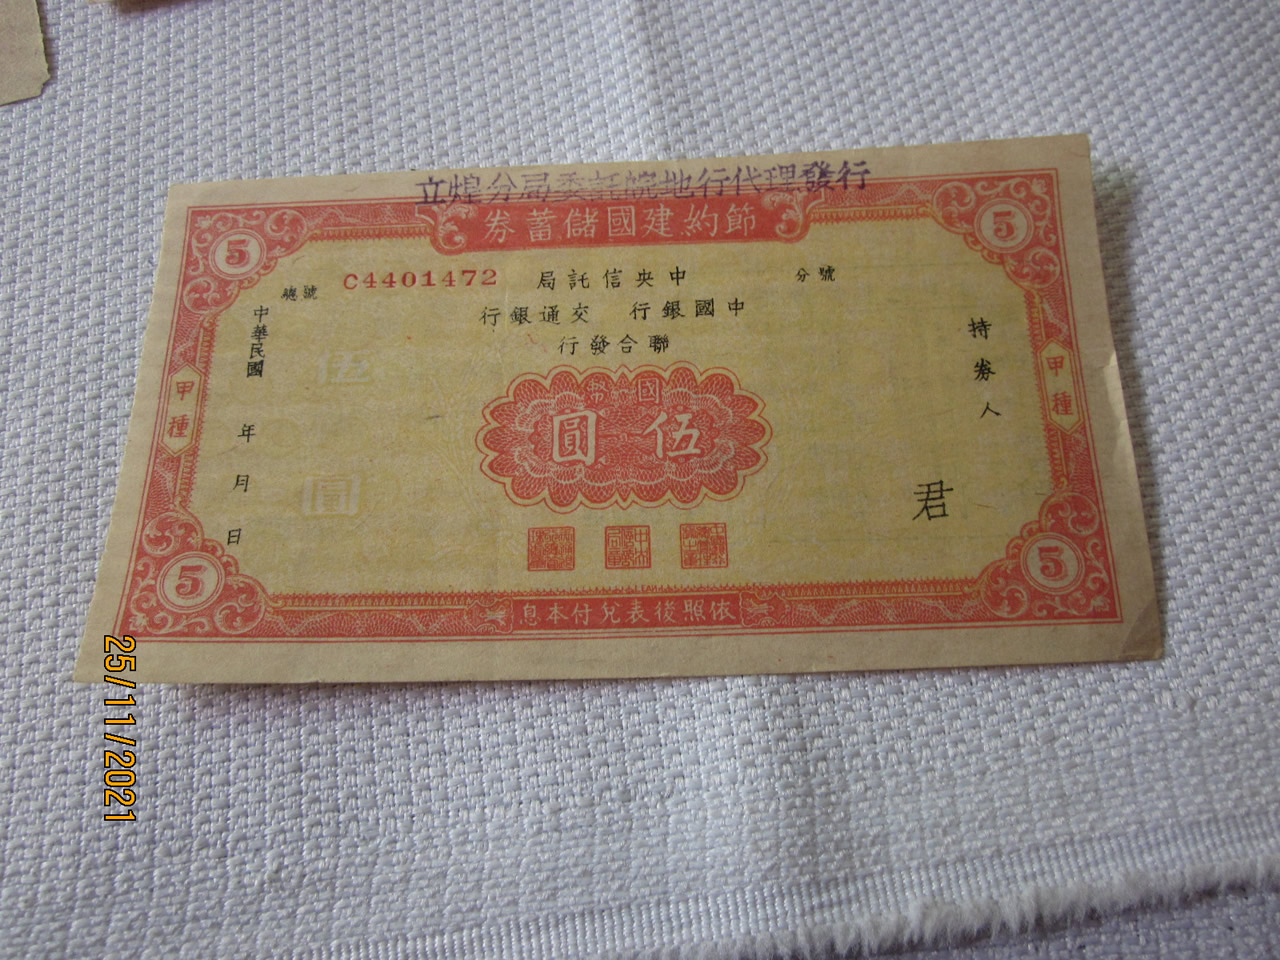 立煌分局委託皖地行代理發行
節約建國儲蓄券
5
5
分號
中央信託局
總號 C4401472
中國銀行 交通銀行
聯合發行
持券人
君
中華民國 年 月 日
甲種
甲種
國幣
伍圓
伍圓
5
5
依照後表兌付本息
25/11/2021